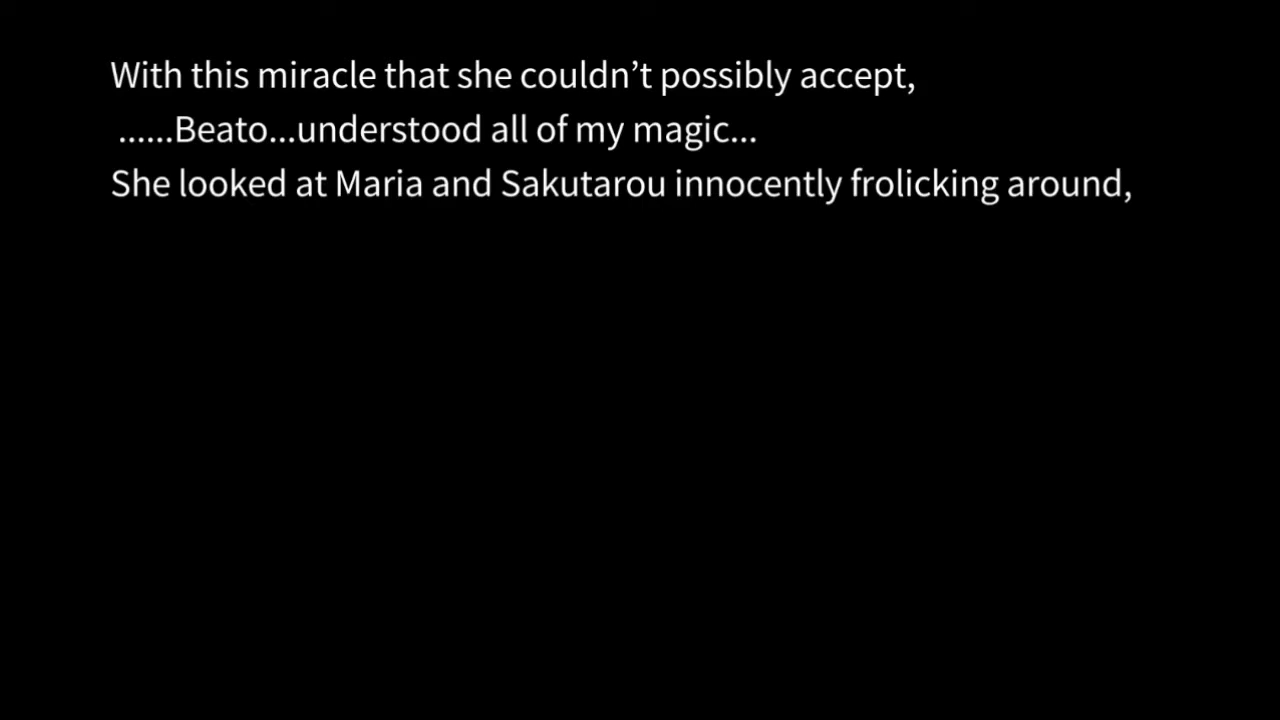 With this miracle that she couldn’t possibly accept,
......Beato...understood all of my magic...
She looked at Maria and Sakutarou innocently frolicking around,